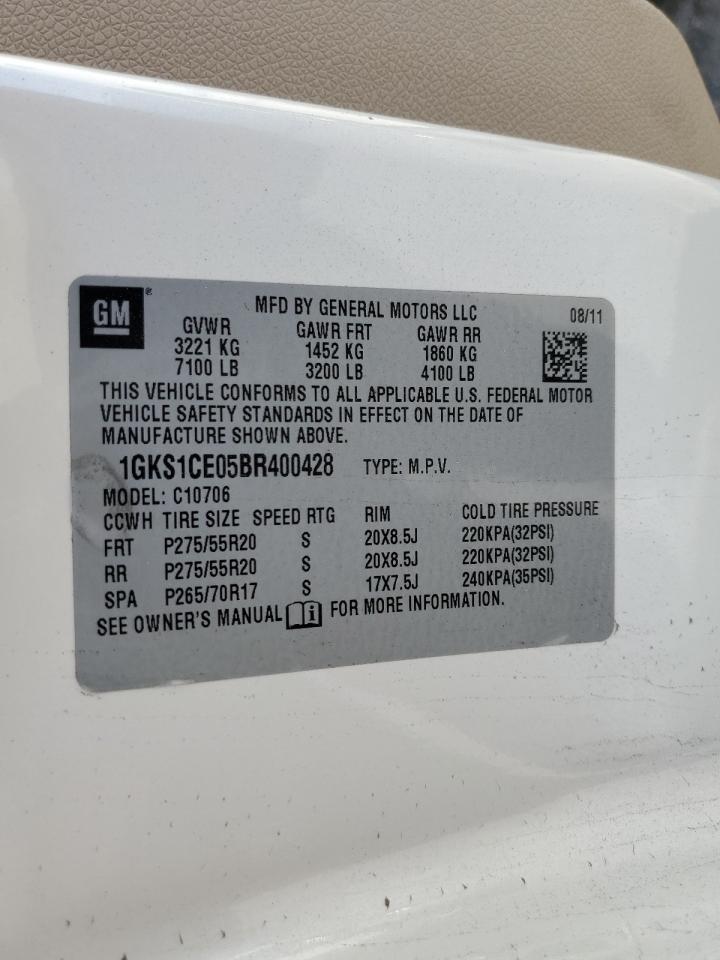 GM ® MFD BY GENERAL MOTORS LLC 08/11
GVWR GAWR FRT GAWR RR
3221 KG 1452 KG 1860 KG
7100 LB 3200 LB 4100 LB
THIS VEHICLE CONFORMS TO ALL APPLICABLE U.S. FEDERAL MOTOR
VEHICLE SAFETY STANDARDS IN EFFECT ON THE DATE OF
MANUFACTURE SHOWN ABOVE.
1GKS1CE05BR400428 TYPE: M.P.V.
MODEL: C10706
CCWH TIRE SIZE SPEED RTG RIM COLD TIRE PRESSURE
FRT P275/55R20 S 20X8.5J 220KPA(32PSI)
RR P275/55R20 S 20X8.5J 220KPA(32PSI)
SPA P265/70R17 S 17X7.5J 240KPA(35PSI)
SEE OWNER'S MANUAL i FOR MORE INFORMATION.